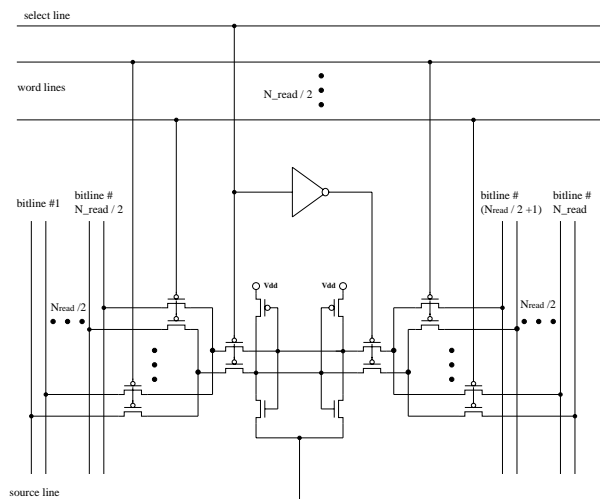 select line
word lines
N_read / 2
bitline #1
bitline #
N_read / 2
bitline #
(Nread / 2 +1)
bitline #
N_read
Vdd
Vdd
Nread /2
Nread /2
source line